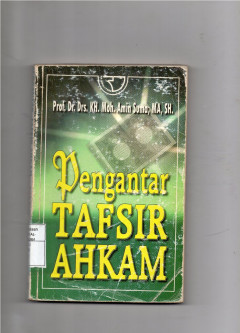 Prof. Dr. Drs. KH. Moh. Amin Suma, MA, SH.
Pengantar
TAFSIR
AHKAM